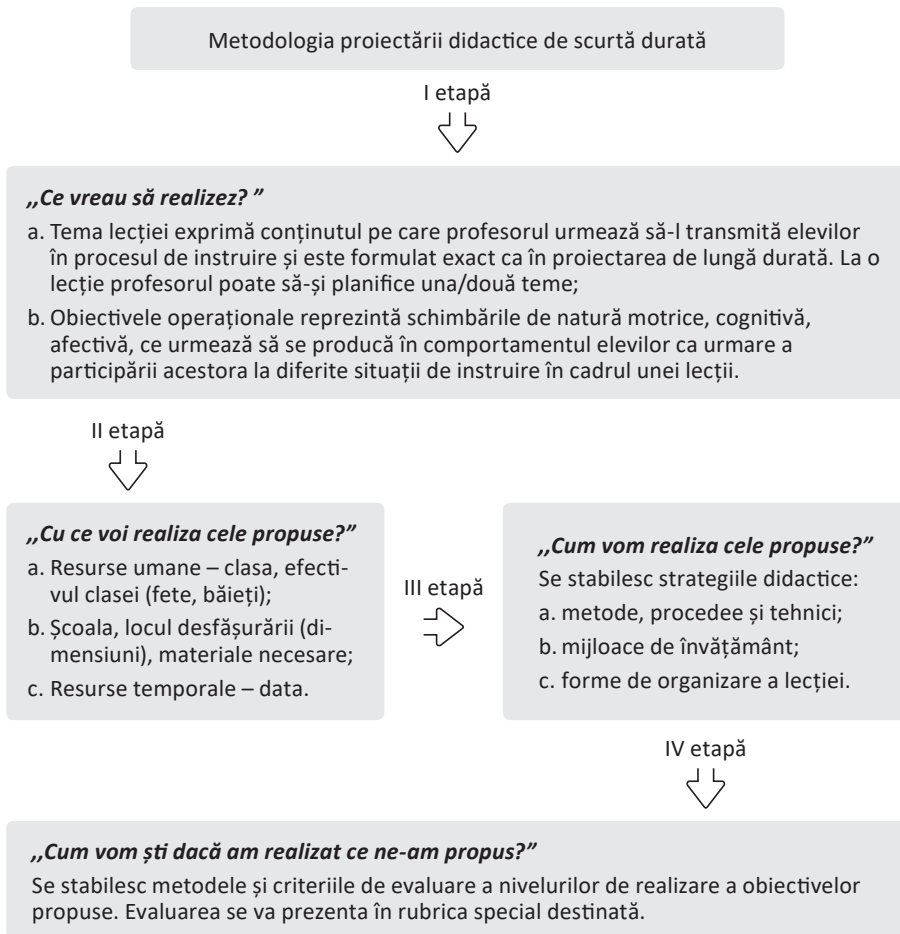 Metodologia proiectării didactice de scurtă durată
I etapă
,,Ce vreau să realizez? ”
a. Tema lecției exprimă conținutul pe care profesorul urmează să-l transmită elevilor
în procesul de instruire și este formulat exact ca în proiectarea de lungă durată. La o
lecție profesorul poate să-și planifice una/două teme;
b. Obiectivele operaționale reprezintă schimbările de natură motrice, cognitivă,
afectivă, ce urmează să se producă în comportamentul elevilor ca urmare a
participării acestora la diferite situații de instruire în cadrul unei lecții.
II etapă
,,Cu ce voi realiza cele propuse?”
a. Resurse umane – clasa, efecti-
vul clasei (fete, băieți);
b. Școala, locul desfășurării (di-
mensiuni), materiale necesare;
c. Resurse temporale – data.
III etapă
,,Cum vom realiza cele propuse?”
Se stabilesc strategiile didactice:
a. metode, procedee și tehnici;
b. mijloace de învățământ;
c. forme de organizare a lecției.
IV etapă
,,Cum vom ști dacă am realizat ce ne-am propus?”
Se stabilesc metodele și criteriile de evaluare a nivelurilor de realizare a obiectivelor
propuse. Evaluarea se va prezenta în rubrica special destinată.